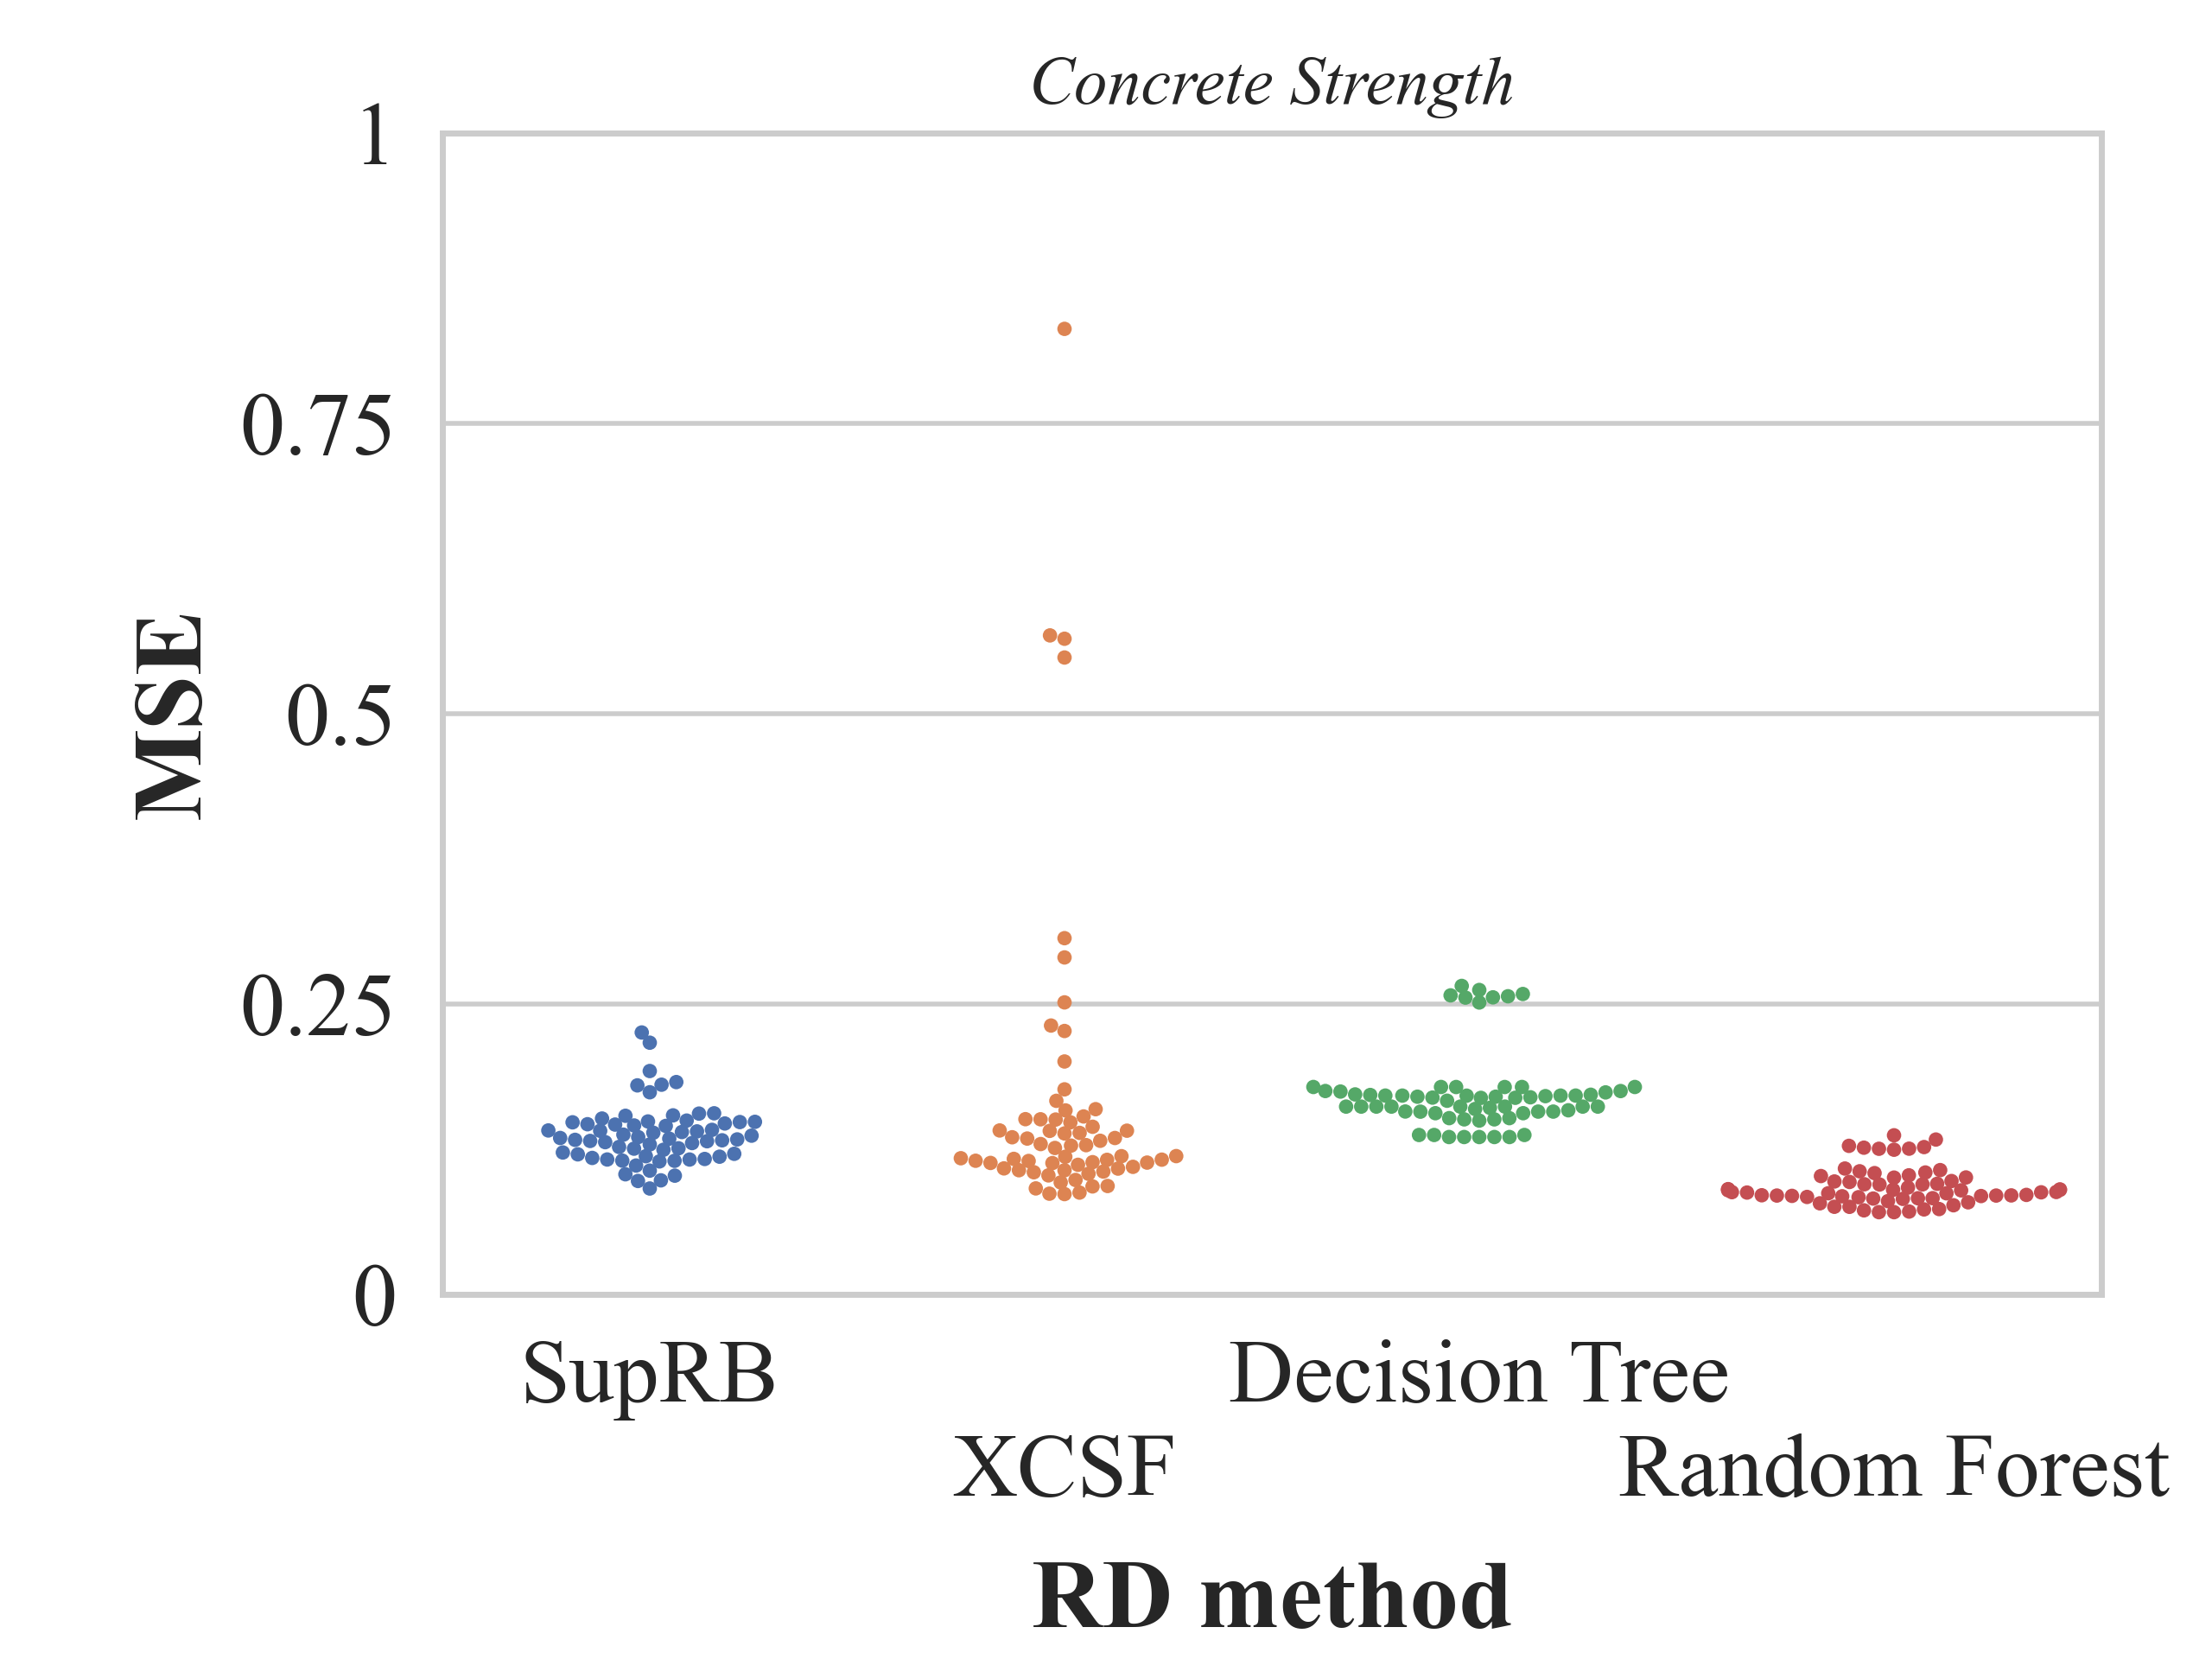 Concrete Strength
1
0.75
0.5
0.25
0
MSE
SupRB
Decision Tree
XCSF
Random Forest
RD method